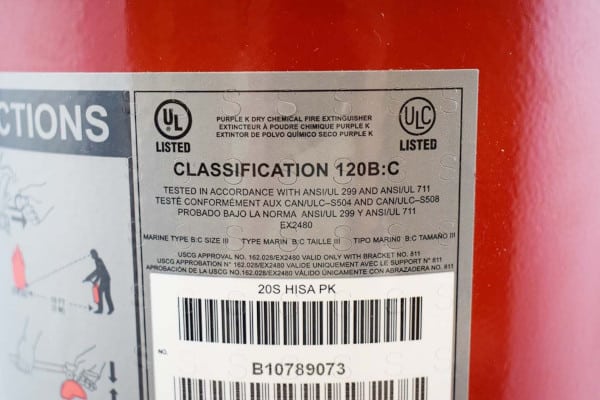 CTIONS
UL
LISTED
PURPLE K DRY CHEMICAL FIRE EXTINGUISHER
EXTINCTEUR À POUDRE CHIMIQUE PURPLE K
EXTINTOR DE POLVO QUÍMICO SECO PURPLE K
ULC
LISTED
CLASSIFICATION 120B:C
TESTED IN ACCORDANCE WITH ANSI/UL 299 AND ANSI/UL 711
TESTÉ CONFORMÉMENT AUX CAN/ULC-S504 AND CAN/ULC-S508
PROBADO BAJO LA NORMA ANSI/UL 299 Y ANSI/UL 711
EX2480
MARINE TYPE B:C SIZE III TYPE MARIN B:C TAILLE III TIPO MARINO B:C TAMAÑO III
USCG APPROVAL NO. 162.028/EX2480 VALID ONLY WITH BRACKET NO. 811
USCG APPROBATION N° 162.028/EX2480 VALIDE UNIQUEMENT AVEC LE SUPPORT N° 811
APROBACIÓN DE LA USCG NO. 162.028/EX2480 VÁLIDO ÚNICAMENTE CON ABRAZADERA NO. 811
20S HISA PK
NO.
B10789073